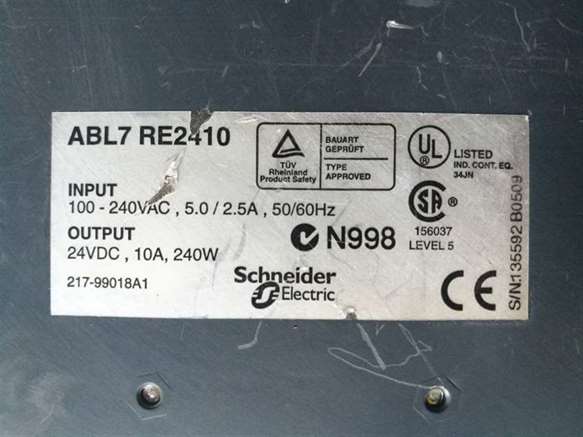 ABL7 RE2410
INPUT
100 - 240VAC , 5.0 / 2.5A , 50/60Hz
OUTPUT
24VDC , 10A, 240W
217-99018A1
TÜV
Rheinland
Product Safety
BAUART
GEPRÜFT
TYPE
APPROVED
N998
Schneider
Electric
UL
®
LISTED
IND. CONT. EQ.
34JN
SA ®
156037
LEVEL 5
CE
S/N:135592 B0509